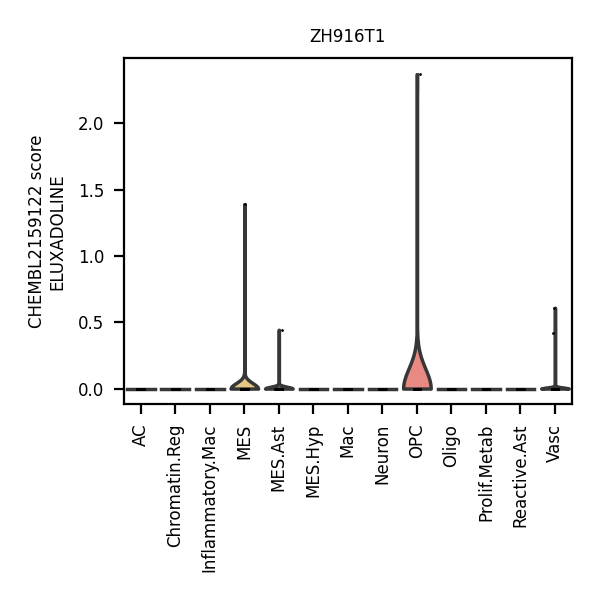 ZH916T1
CHEMBL2159122 score
ELUXADOLINE
2.0
1.5
1.0
0.5
0.0
AC
Chromatin.Reg
Inflammatory.Mac
MES
MES.Ast
MES.Hyp
Mac
Neuron
OPC
Oligo
Prolif.Metab
Reactive.Ast
Vasc